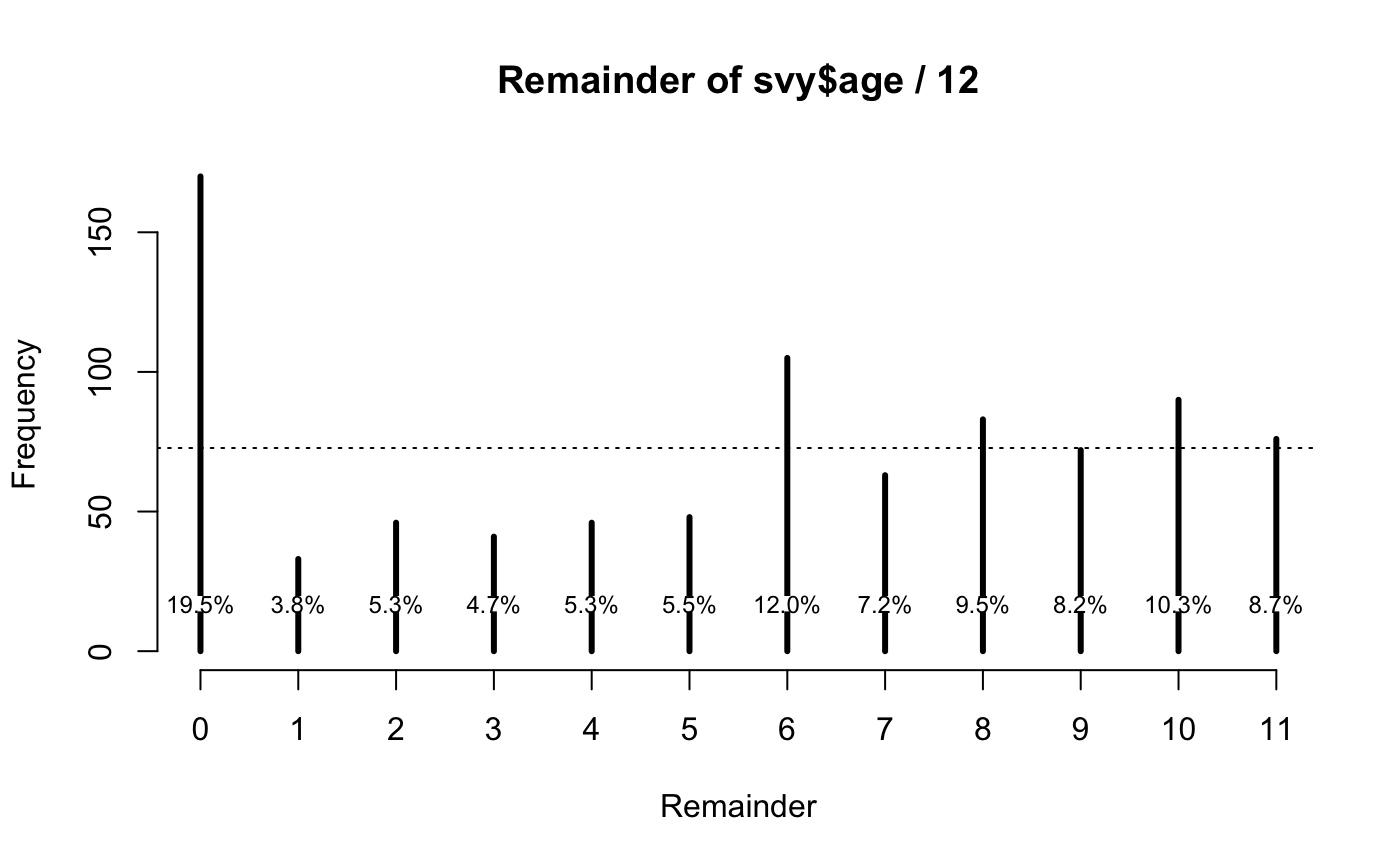 Remainder of svy$age / 12
Frequency
150
100
50
0
19.5% 3.8% 5.3% 4.7% 5.3% 5.5% 12.0% 7.2% 9.5% 8.2% 10.3% 8.7%
0 1 2 3 4 5 6 7 8 9 10 11
Remainder